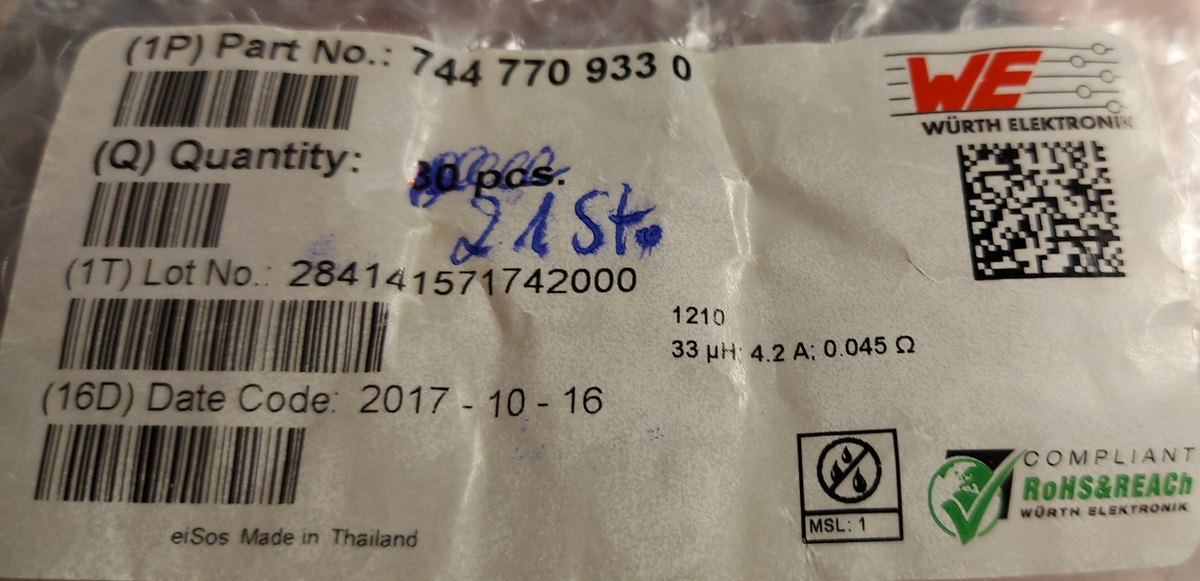 (1P) Part No.: 744 770 933 0
WE
WÜRTH ELEKTRONIK
(Q) Quantity: 30 pcs.
21 St.
(1T) Lot No.: 284141571742000
1210
33 µH; 4.2 A; 0.045 Ω
(16D) Date Code: 2017 - 10 - 16
MSL: 1
COMPLIANT
RoHS&REACh
WÜRTH ELEKTRONIK
eiSos Made in Thailand